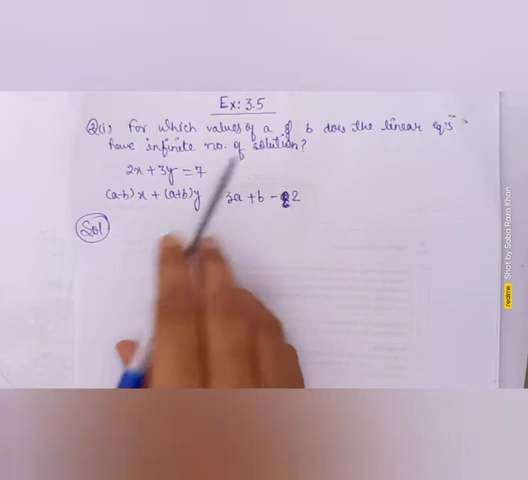 Ex: 3.5
Q2(i) For which values of a & b does the linear eq's
have infinite no. of solution?
2x + 3y = 7
(a-b)x + (a+b)y 3a + b - 2
Sol
realme Shot by Saba Raza Khan